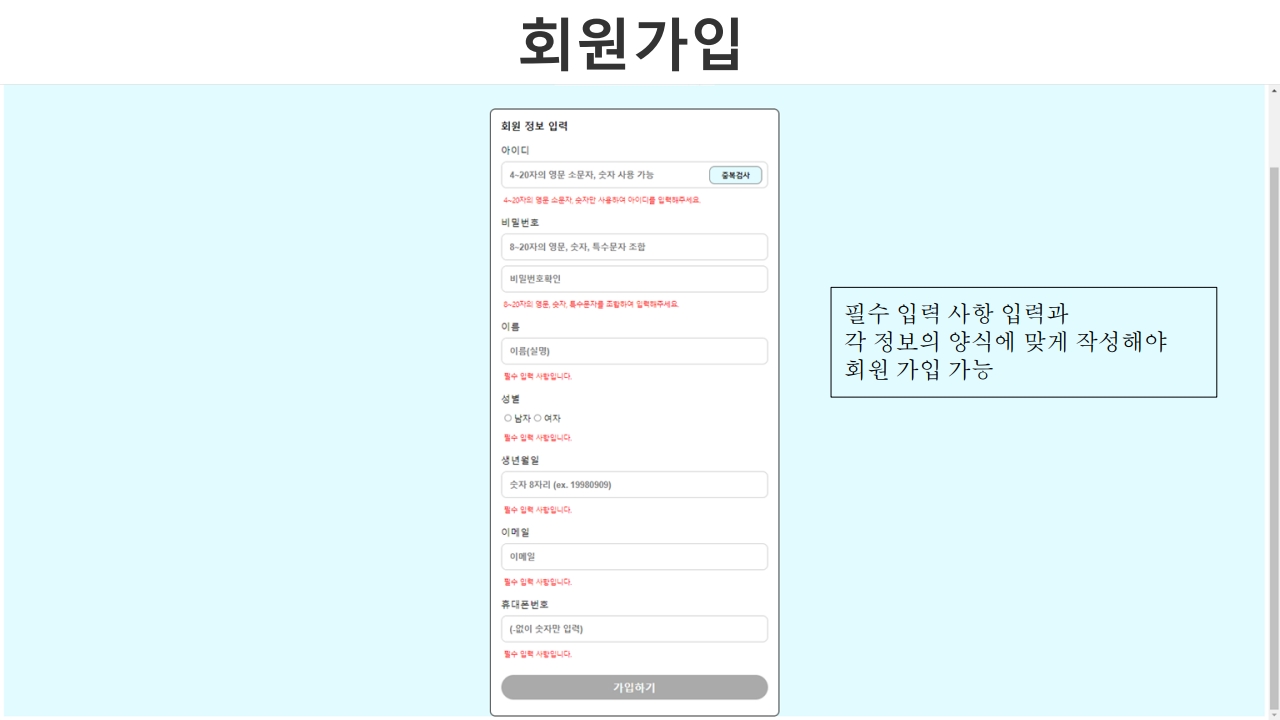 회원가입
회원 정보 입력
아이디
4~20자의 영문 소문자, 숫자 사용 가능
중복검사
4~20자의 영문 소문자, 숫자만 사용하여 아이디를 입력해주세요.
비밀번호
8~20자의 영문, 숫자, 특수문자 조합
비밀번호확인
8~20자의 영문, 숫자, 특수문자를 조합하여 입력해주세요.
이름
이름(실명)
필수 입력 사항입니다.
성별
남자 여자
필수 입력 사항입니다.
생년월일
숫자 8자리 (ex. 19980909)
필수 입력 사항입니다.
이메일
이메일
필수 입력 사항입니다.
휴대폰번호
(-없이 숫자만 입력)
필수 입력 사항입니다.
가입하기
필수 입력 사항 입력과
각 정보의 양식에 맞게 작성해야
회원 가입 가능